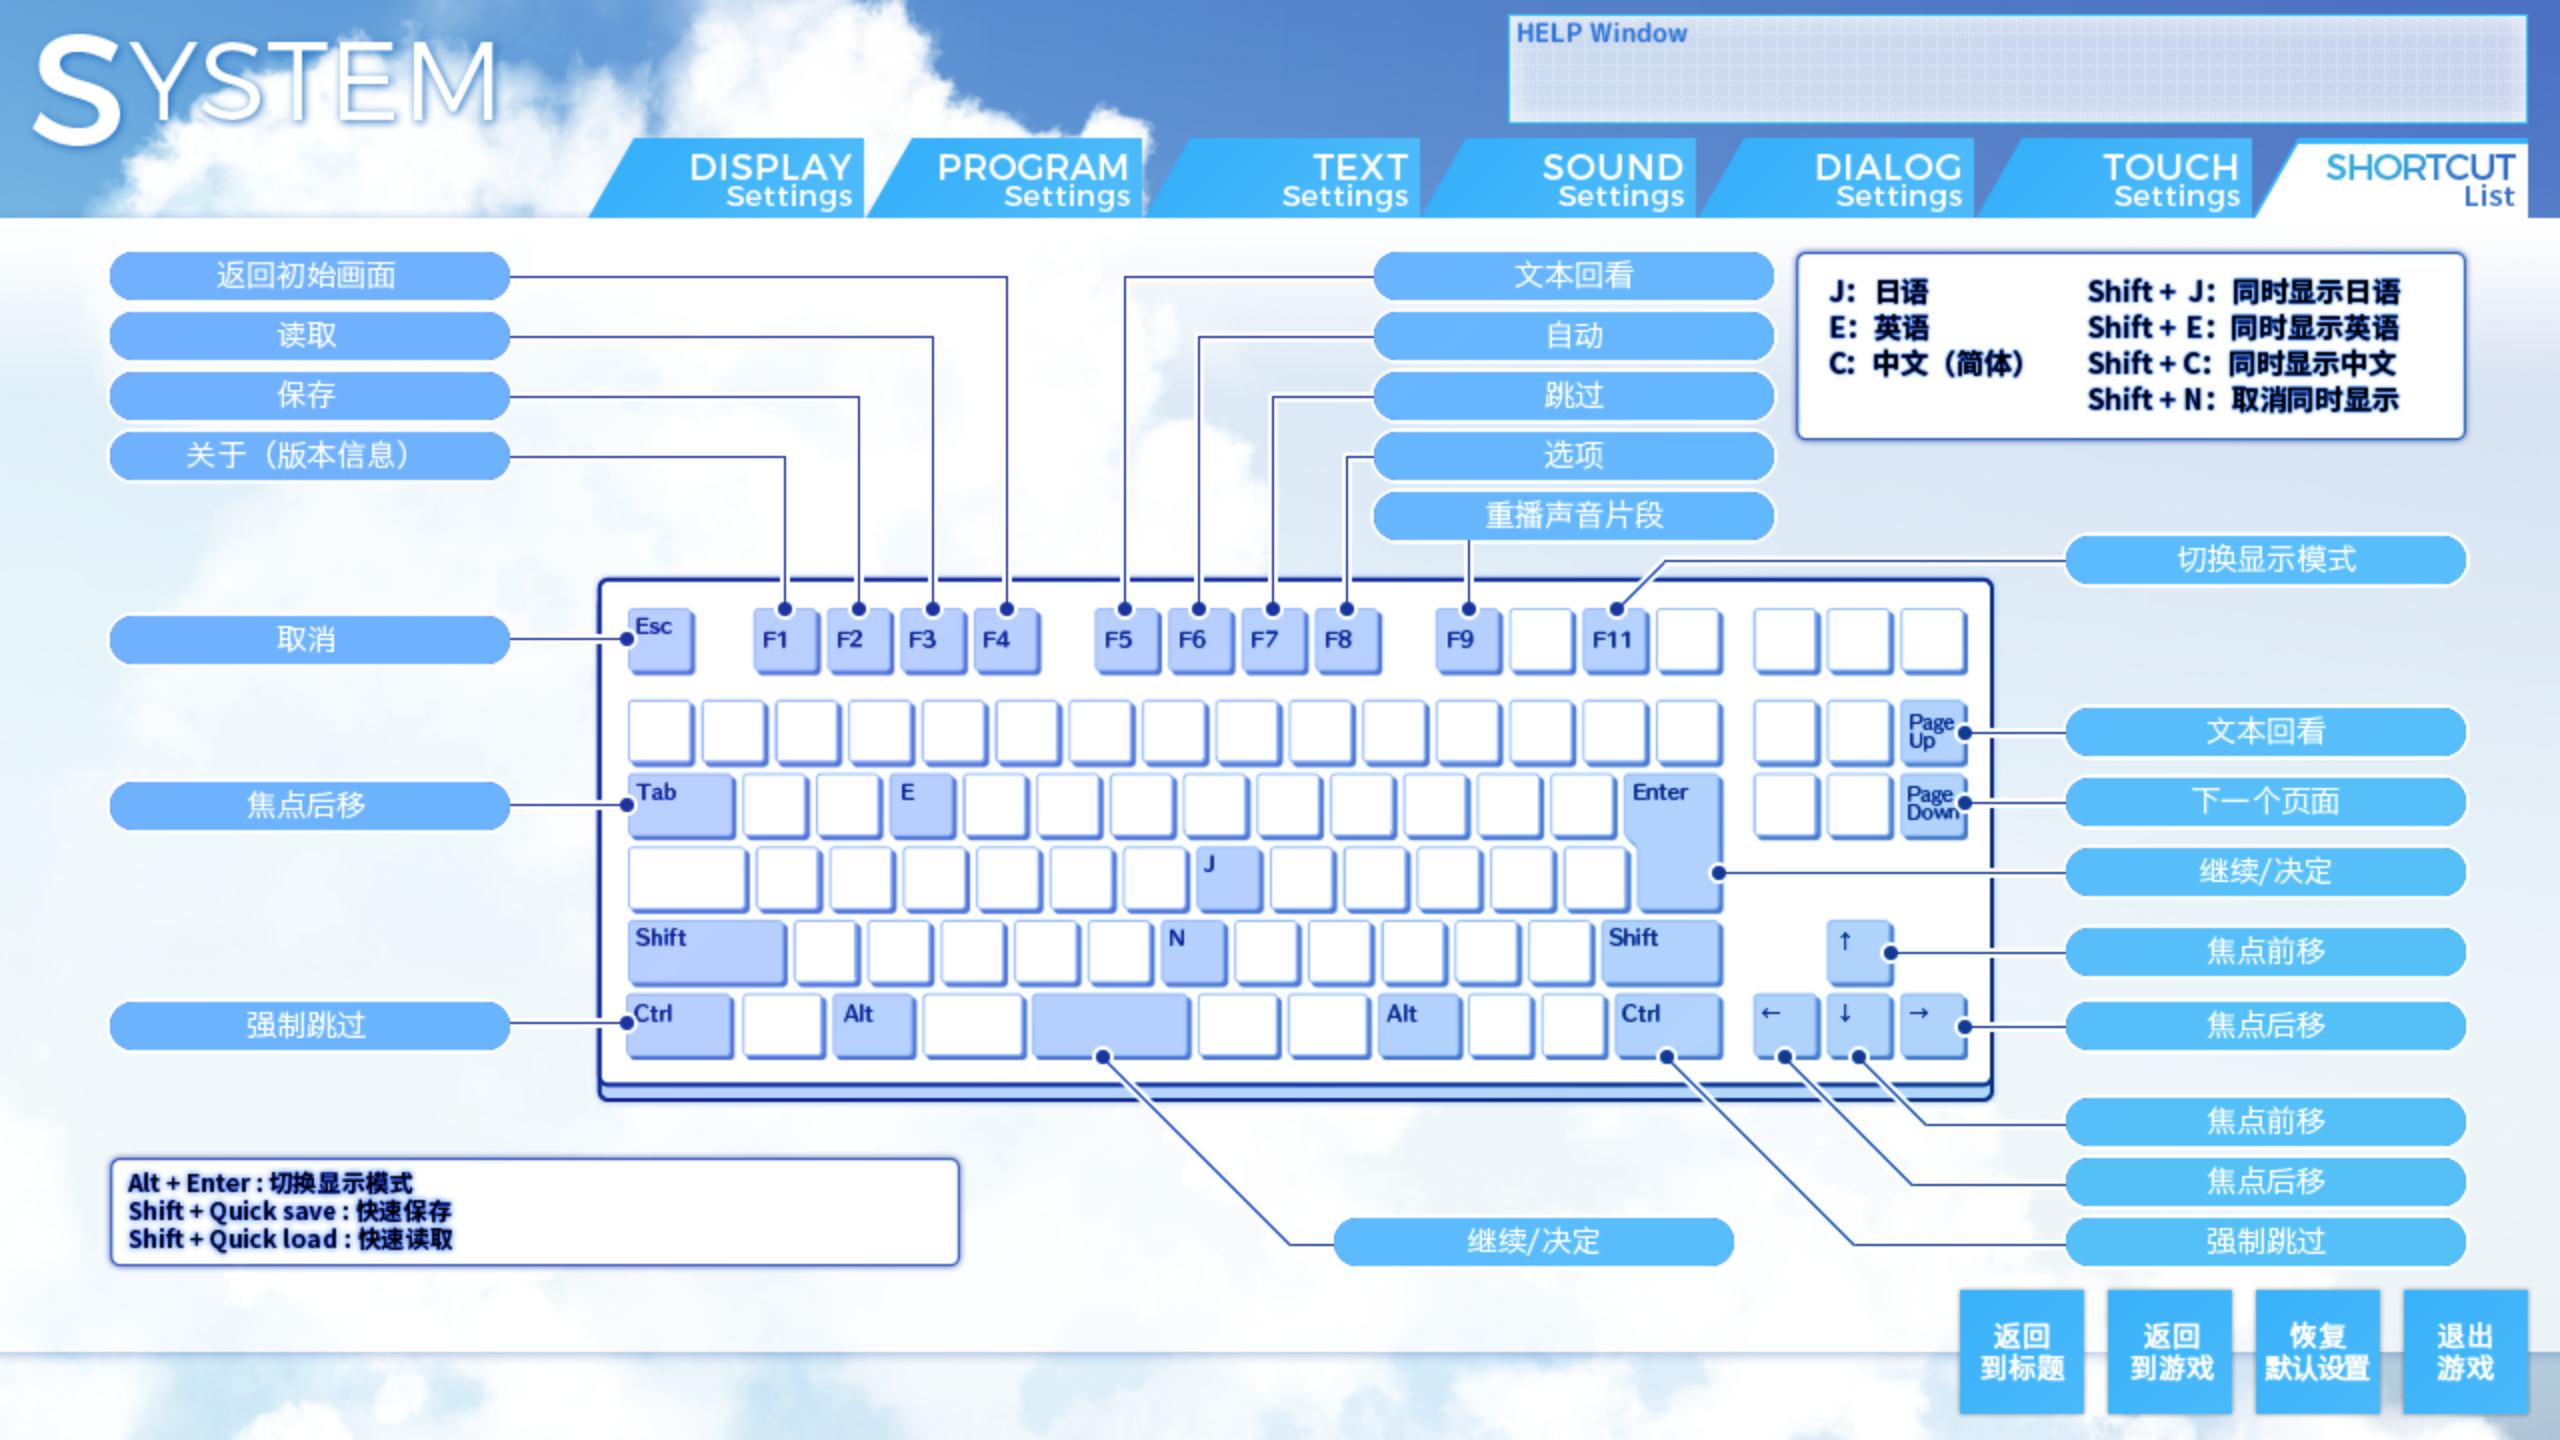 SYSTEM
HELP Window
DISPLAY
Settings
PROGRAM
Settings
TEXT
Settings
SOUND
Settings
DIALOG
Settings
TOUCH
Settings
SHORTCUT
List
返回初始画面
读取
保存
关于（版本信息）
文本回看
自动
跳过
选项
重播声音片段
J：日语
E：英语
C：中文（简体）
Shift + J：同时显示日语
Shift + E：同时显示英语
Shift + C：同时显示中文
Shift + N：取消同时显示
切换显示模式
取消
Esc
F1
F2
F3
F4
F5
F6
F7
F8
F9
F11
Page
Up
文本回看
焦点后移
Tab
E
Enter
Page
Down
下一个页面
J
继续/决定
Shift
N
Shift
↑
焦点前移
强制跳过
Ctrl
Alt
Alt
Ctrl
←
↓
→
焦点后移
焦点前移
焦点后移
强制跳过
继续/决定
Alt + Enter : 切换显示模式
Shift + Quick save : 快速保存
Shift + Quick load : 快速读取
返回
到标题
返回
到游戏
恢复
默认设置
退出
游戏